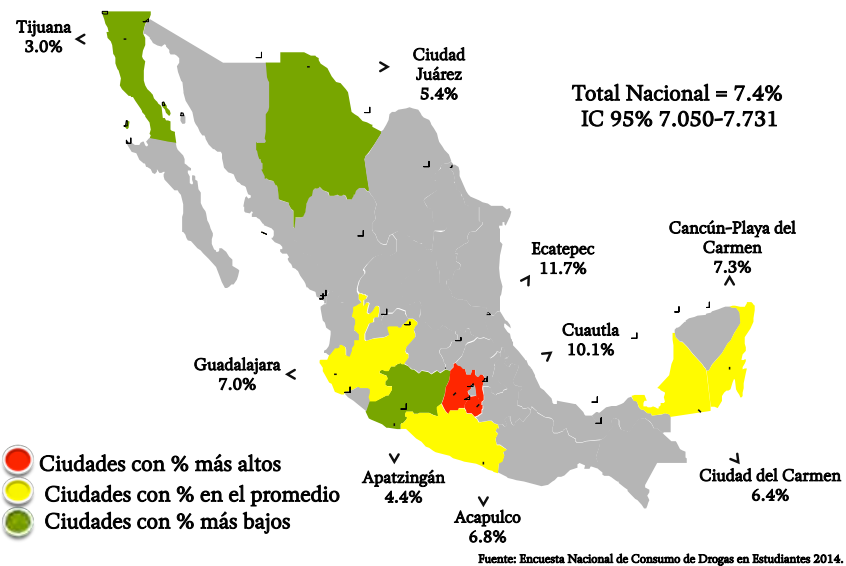 Tijuana
3.0%
Ciudad
Juárez
5.4%
Total Nacional = 7.4%
IC 95% 7.050-7.731
Cancún-Playa del
Carmen
7.3%
Ecatepec
11.7%
Cuautla
10.1%
Guadalajara
7.0%
Ciudades con % más altos
Ciudades con % en el promedio
Ciudades con % más bajos
Apatzingán
4.4%
Acapulco
6.8%
Ciudad del Carmen
6.4%
Fuente: Encuesta Nacional de Consumo de Drogas en Estudiantes 2014.